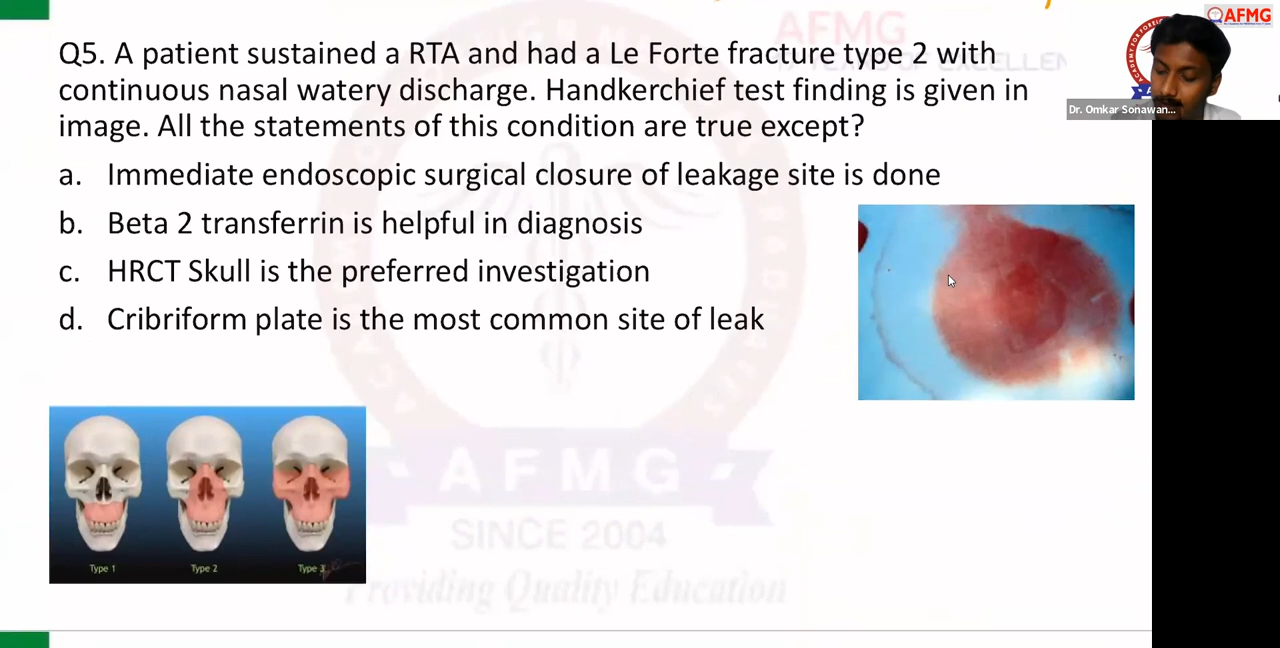 AFMG
AFMG
EXCELLEN
Dr. Omkar Sonawan...
Q5. A patient sustained a RTA and had a Le Forte fracture type 2 with
continuous nasal watery discharge. Handkerchief test finding is given in
image. All the statements of this condition are true except?
a. Immediate endoscopic surgical closure of leakage site is done
b. Beta 2 transferrin is helpful in diagnosis
c. HRCT Skull is the preferred investigation
d. Cribriform plate is the most common site of leak
Type 1 Type 2 Type 3
AFMG
SINCE 2004
Providing Quality Education